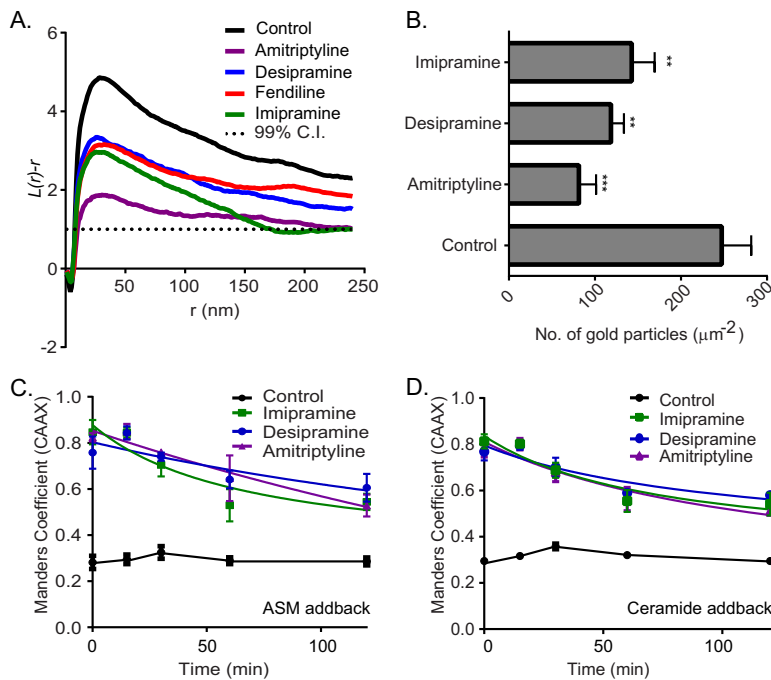 A.
L(r)-r
6
4
2
0
-2
50
100
150
200
250
r (nm)
Control
Amitriptyline
Desipramine
Fendiline
Imipramine
99% C.I.
B.
Imipramine
Desipramine
Amitriptyline
Control
**
**
***
0
100
200
300
No. of gold particles (μm-2)
C.
Manders Coefficient (CAAX)
1.0
0.8
0.6
0.4
0.2
0.0
0
50
100
Time (min)
Control
Imipramine
Desipramine
Amitriptyline
ASM addback
D.
Manders Coefficient (CAAX)
1.0
0.8
0.6
0.4
0.2
0.0
0
50
100
Time (min)
Control
Imipramine
Desipramine
Amitriptyline
Ceramide addback